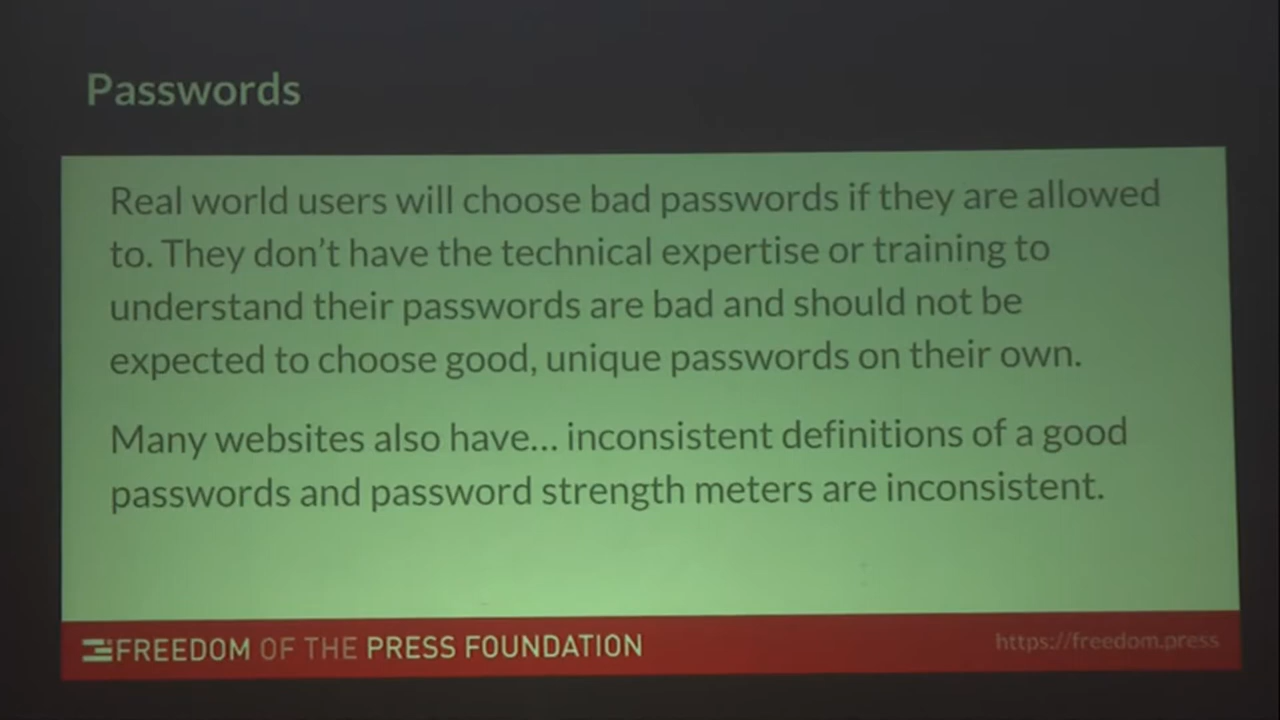 Passwords
Real world users will choose bad passwords if they are allowed
to. They don’t have the technical expertise or training to
understand their passwords are bad and should not be
expected to choose good, unique passwords on their own.
Many websites also have... inconsistent definitions of a good
passwords and password strength meters are inconsistent.
FREEDOM OF THE PRESS FOUNDATION
https://freedom.press